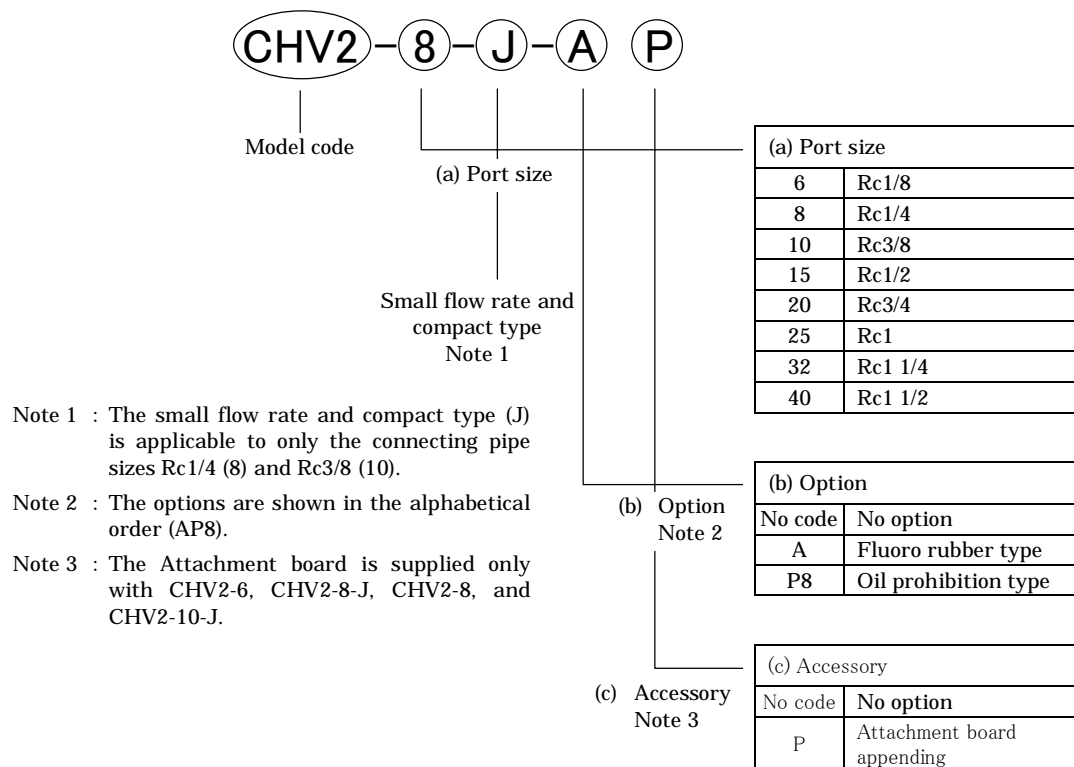 CHV2-8-J-A P
Model code
(a) Port size
Small flow rate and
compact type
Note 1
(a) Port size
6 Rc1/8
8 Rc1/4
10 Rc3/8
15 Rc1/2
20 Rc3/4
25 Rc1
32 Rc1 1/4
40 Rc1 1/2
Note 1 : The small flow rate and compact type (J)
is applicable to only the connecting pipe
sizes Rc1/4 (8) and Rc3/8 (10).
Note 2 : The options are shown in the alphabetical
order (AP8).
Note 3 : The Attachment board is supplied only
with CHV2-6, CHV2-8-J, CHV2-8, and
CHV2-10-J.
(b) Option
Note 2
(b) Option
No code No option
A Fluoro rubber type
P8 Oil prohibition type
(c) Accessory
Note 3
(c) Accessory
No code No option
P Attachment board
appending